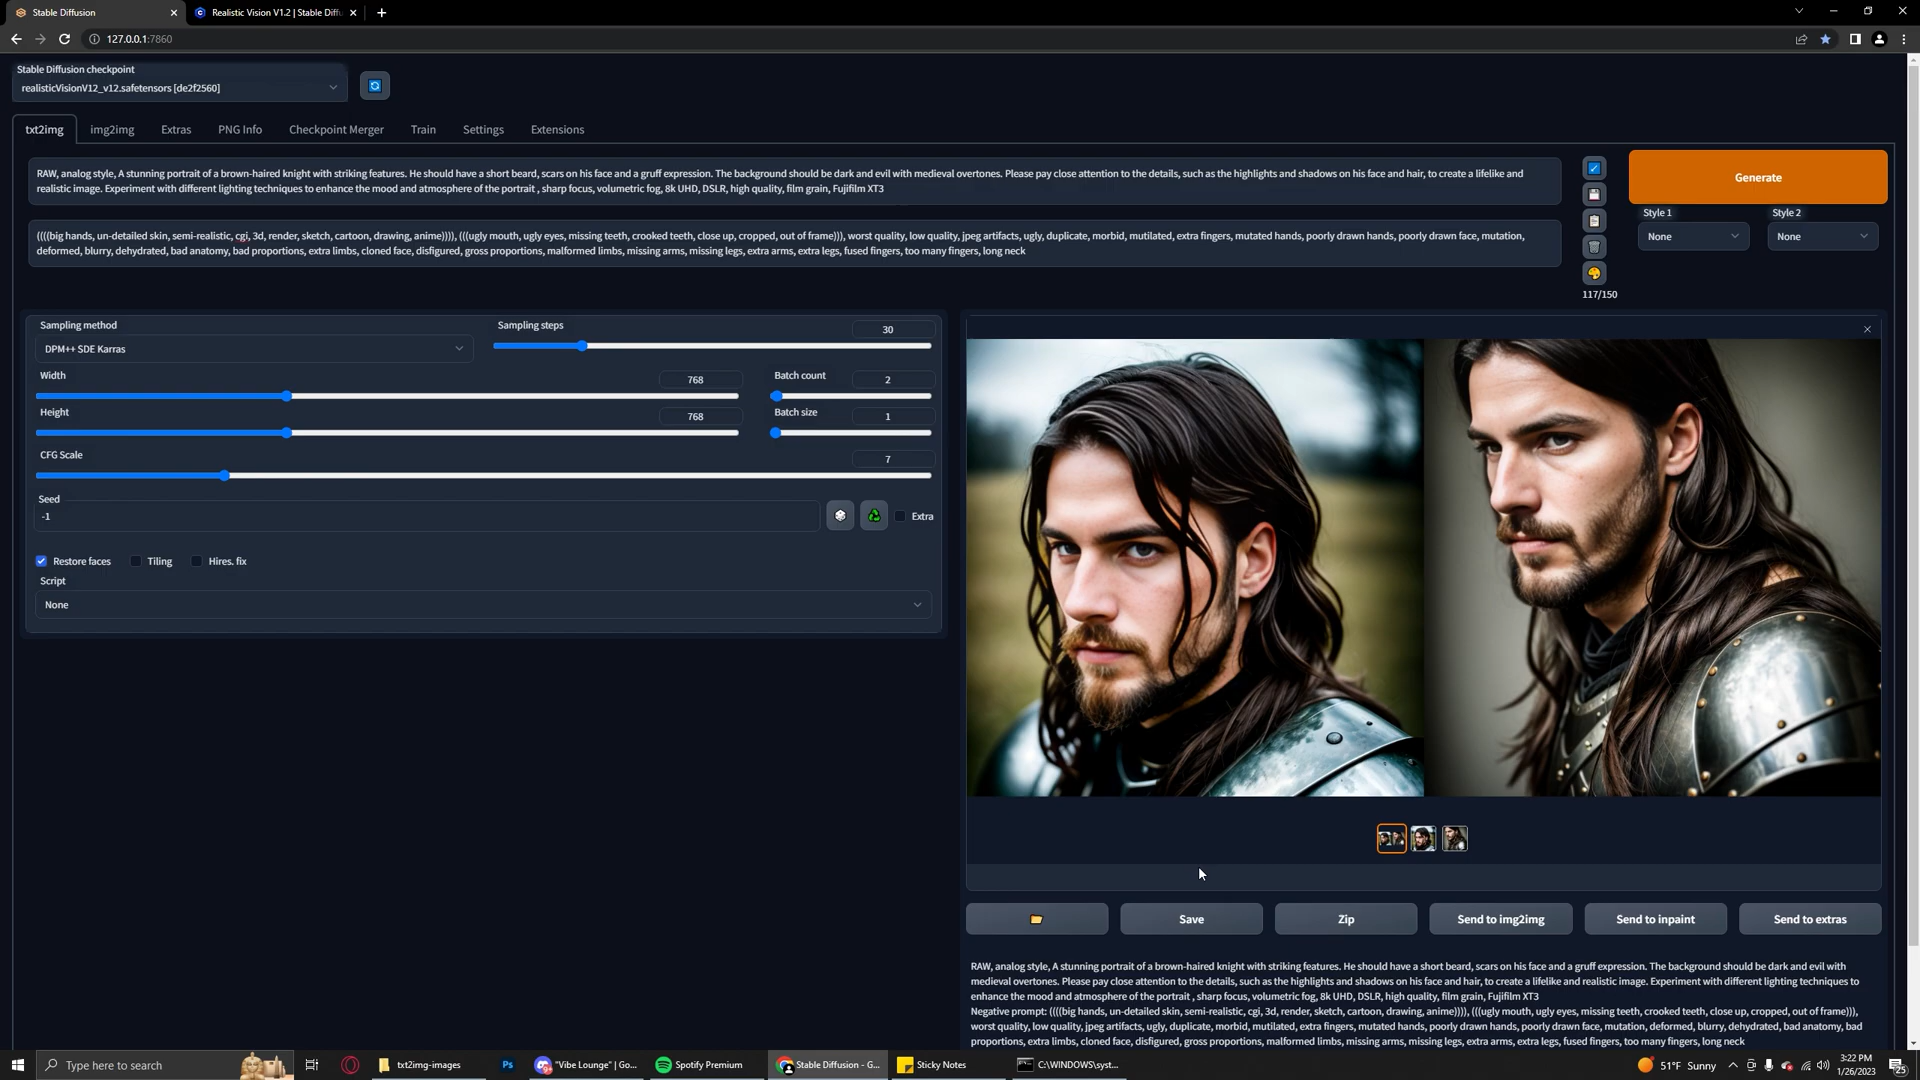 Stable Diffusion
Realistic Vision V1.2 | Stable Diffu
127.0.0.1:7860
Stable Diffusion checkpoint
realisticVisionV12_v12.safetensors [de2f2560]
txt2img
img2img
Extras
PNG Info
Checkpoint Merger
Train
Settings
Extensions
RAW, analog style, A stunning portrait of a brown-haired knight with striking features. He should have a short beard, scars on his face and a gruff expression. The background should be dark and evil with medieval overtones. Please pay close attention to the details, such as the highlights and shadows on his face and hair, to create a lifelike and
realistic image. Experiment with different lighting techniques to enhance the mood and atmosphere of the portrait , sharp focus, volumetric fog, 8k UHD, DSLR, high quality, film grain, Fujifilm XT3
((((big hands, un-detailed skin, semi-realistic, cgi, 3d, render, sketch, cartoon, drawing, anime)))), (((ugly mouth, ugly eyes, missing teeth, crooked teeth, close up, cropped, out of frame))), worst quality, low quality, jpeg artifacts, ugly, duplicate, morbid, mutilated, extra fingers, mutated hands, poorly drawn hands, poorly drawn face, mutation,
deformed, blurry, dehydrated, bad anatomy, bad proportions, extra limbs, cloned face, disfigured, gross proportions, malformed limbs, missing arms, missing legs, extra arms, extra legs, fused fingers, too many fingers, long neck
117/150
Generate
Style 1
Style 2
None
None
Sampling method
DPM++ SDE Karras
Sampling steps
30
Width
768
Batch count
2
Height
768
Batch size
1
CFG Scale
7
Seed
-1
Extra
Restore faces
Tiling
Hires. fix
Script
None
Save
Zip
Send to img2img
Send to inpaint
Send to extras
RAW, analog style, A stunning portrait of a brown-haired knight with striking features. He should have a short beard, scars on his face and a gruff expression. The background should be dark and evil with
medieval overtones. Please pay close attention to the details, such as the highlights and shadows on his face and hair, to create a lifelike and realistic image. Experiment with different lighting techniques to
enhance the mood and atmosphere of the portrait , sharp focus, volumetric fog, 8k UHD, DSLR, high quality, film grain, Fujifilm XT3
Negative prompt: ((((big hands, un-detailed skin, semi-realistic, cgi, 3d, render, sketch, cartoon, drawing, anime)))), (((ugly mouth, ugly eyes, missing teeth, crooked teeth, close up, cropped, out of frame))),
worst quality, low quality, jpeg artifacts, ugly, duplicate, morbid, mutilated, extra fingers, mutated hands, poorly drawn hands, poorly drawn face, mutation, deformed, blurry, dehydrated, bad anatomy, bad
proportions, extra limbs, cloned face, disfigured, gross proportions, malformed limbs, missing arms, missing legs, extra arms, extra legs, fused fingers, too many fingers, long neck
Type here to search
txt2img-images
Ps
"Vibe Lounge" | Go...
Spotify Premium
Stable Diffusion - G...
Sticky Notes
C:\WINDOWS\syst...
51°F Sunny
3:22 PM
1/26/2023
25